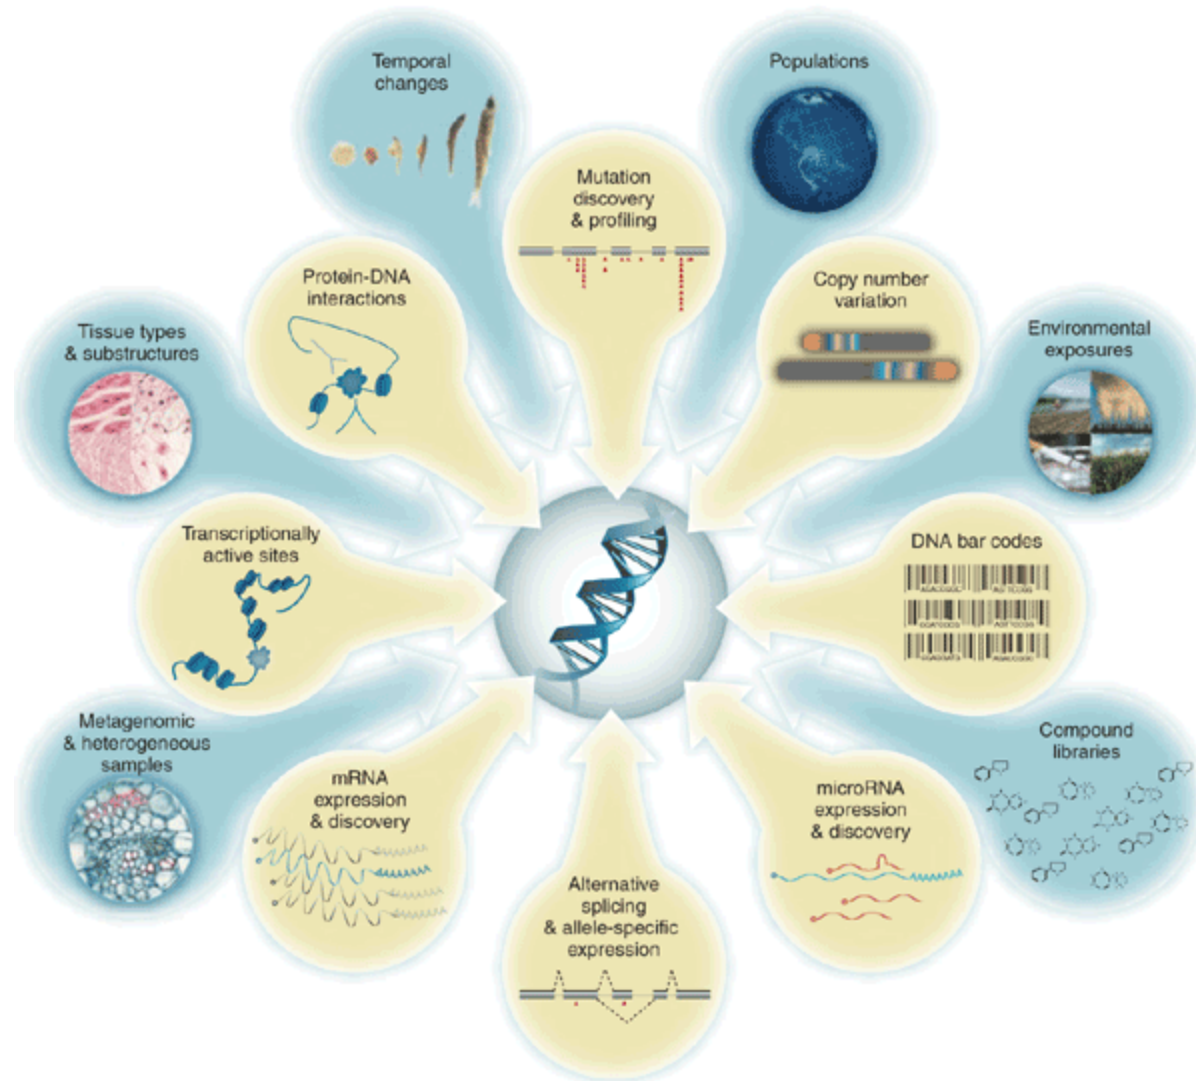 Temporal
changes
Populations
Mutation
discovery
& profiling
Protein-DNA
interactions
Copy number
variation
Tissue types
& substructures
Environmental
exposures
Transcriptionally
active sites
DNA bar codes
Metagenomic
& heterogeneous
samples
Compound
libraries
mRNA
expression
& discovery
microRNA
expression
& discovery
Alternative
splicing
& allele-specific
expression